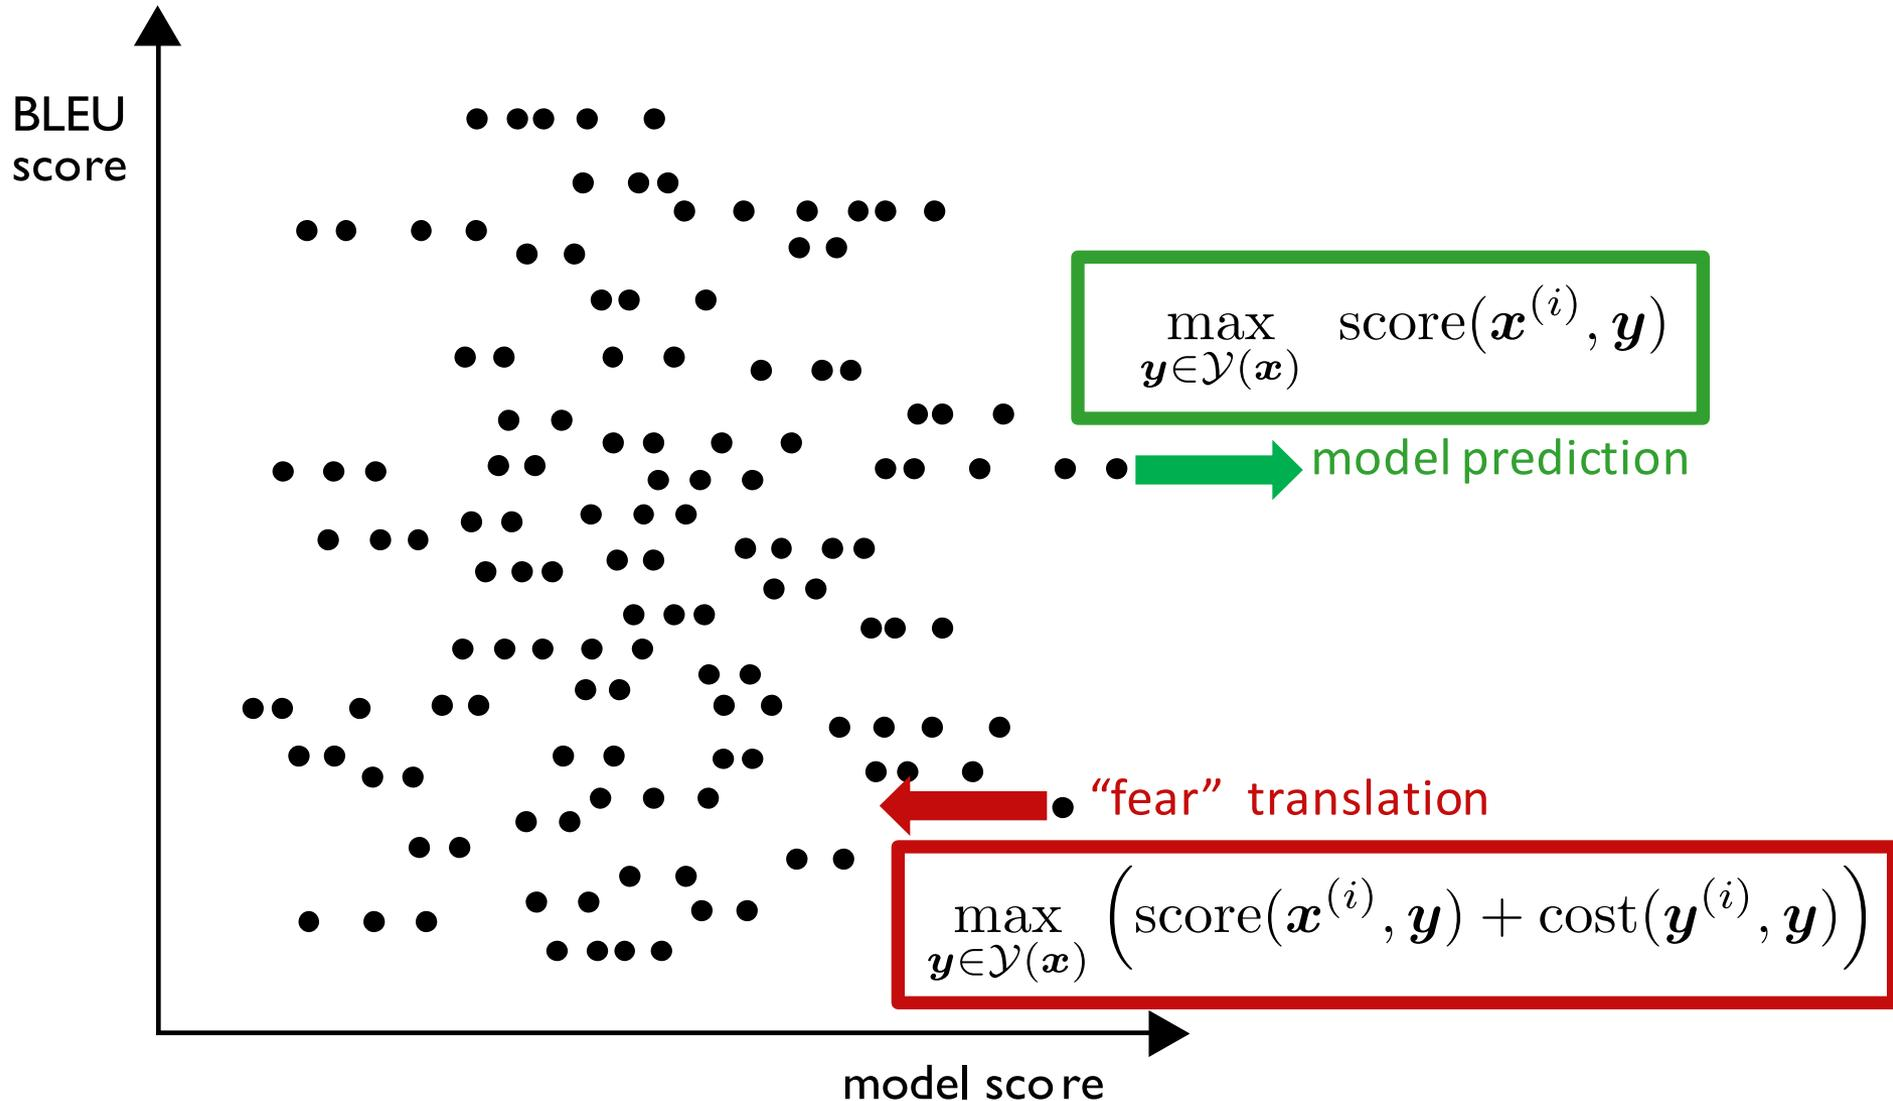 BLEU
score
max score(x^(i), y)
y∈𝒴(x)
model prediction
“fear” translation
max (score(x^(i), y) + cost(y^(i), y))
y∈𝒴(x)
model score